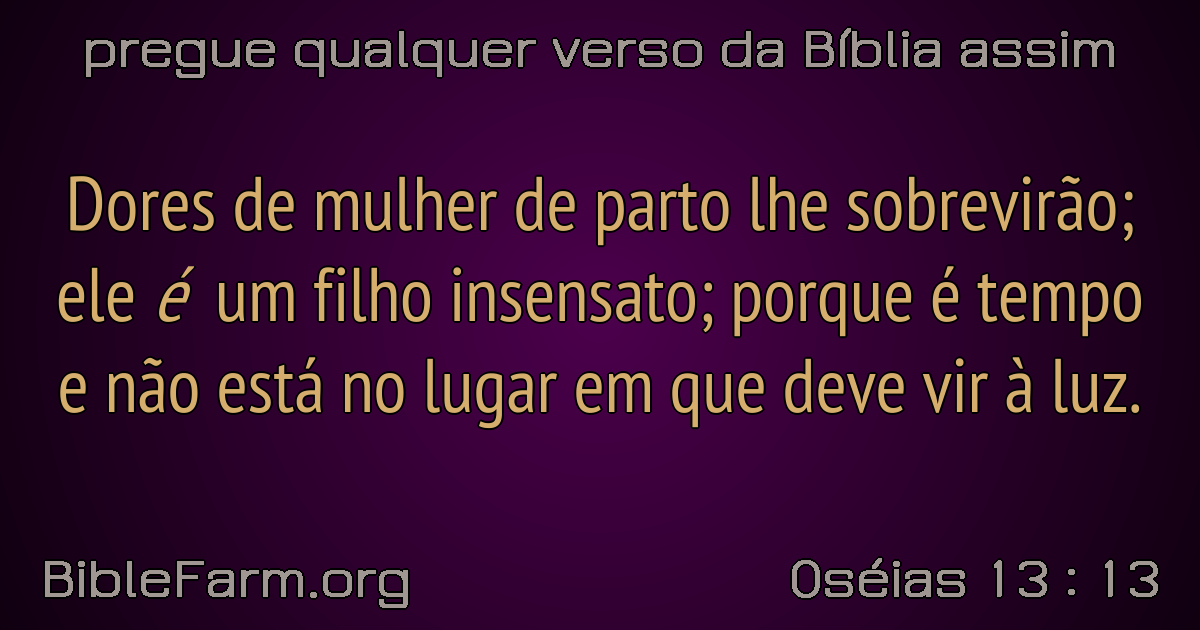 pregue qualquer verso da Bíblia assim
Dores de mulher de parto lhe sobrevirão;
ele é um filho insensato; porque é tempo
e não está no lugar em que deve vir à luz.
BibleFarm.org
Oséias 13 : 13